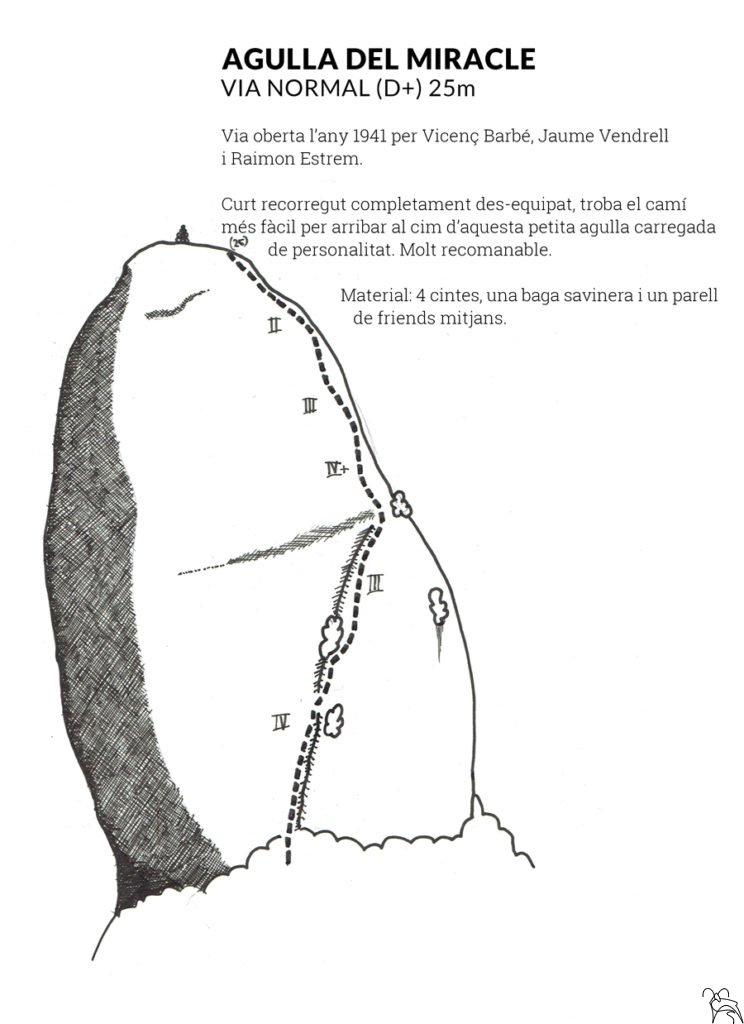 AGULLA DEL MIRACLE
VIA NORMAL (D+) 25m
Via oberta l'any 1941 per Vicenç Barbé, Jaume Vendrell
i Raimon Estrem.
Curt recorregut completament des-equipat, troba el camí
més fàcil per arribar al cim d'aquesta petita agulla carregada
de personalitat. Molt recomanable.
Material: 4 cintes, una baga savinera i un parell
de friends mitjans.
II
III
IV+
III
IV